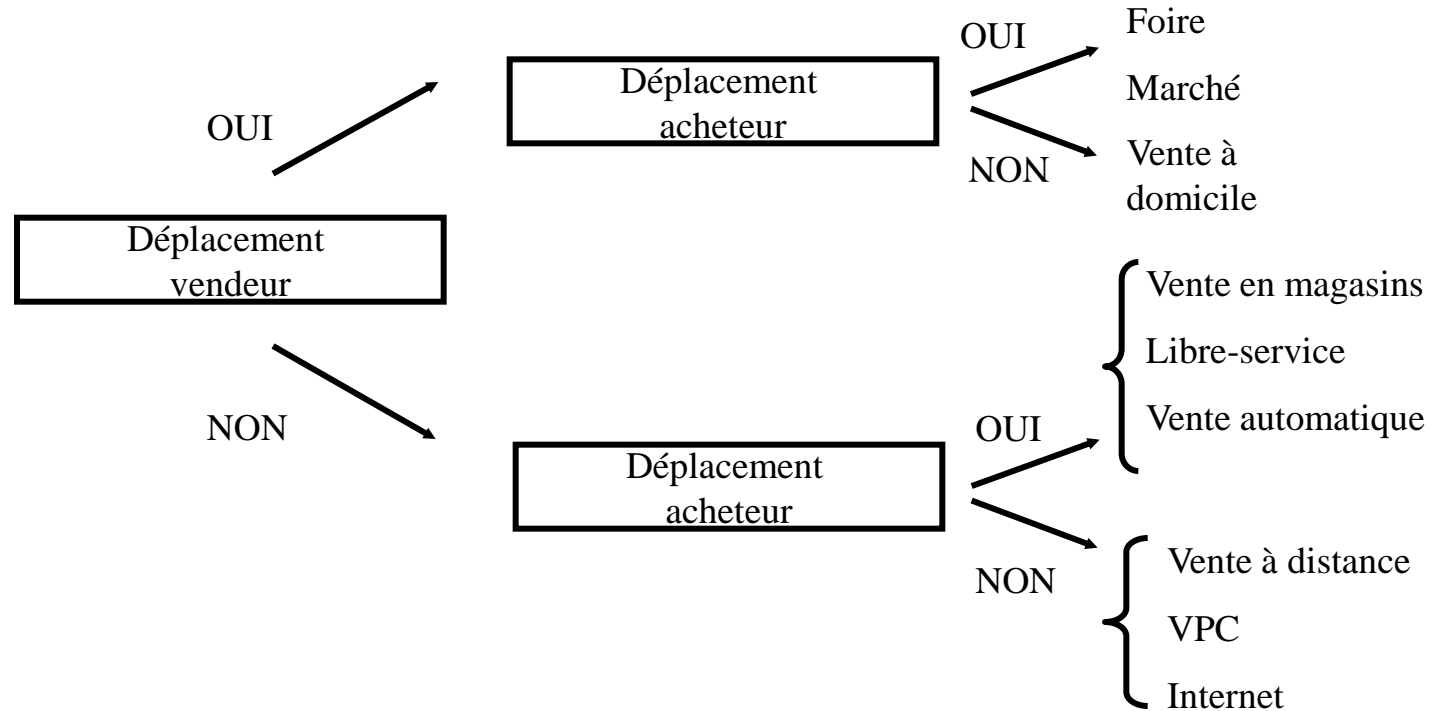 OUI
Foire
Déplacement
acheteur
Marché
OUI
NON
Vente à
domicile
Déplacement
vendeur
Vente en magasins
Libre-service
NON
OUI
Vente automatique
Déplacement
acheteur
NON
Vente à distance
VPC
Internet